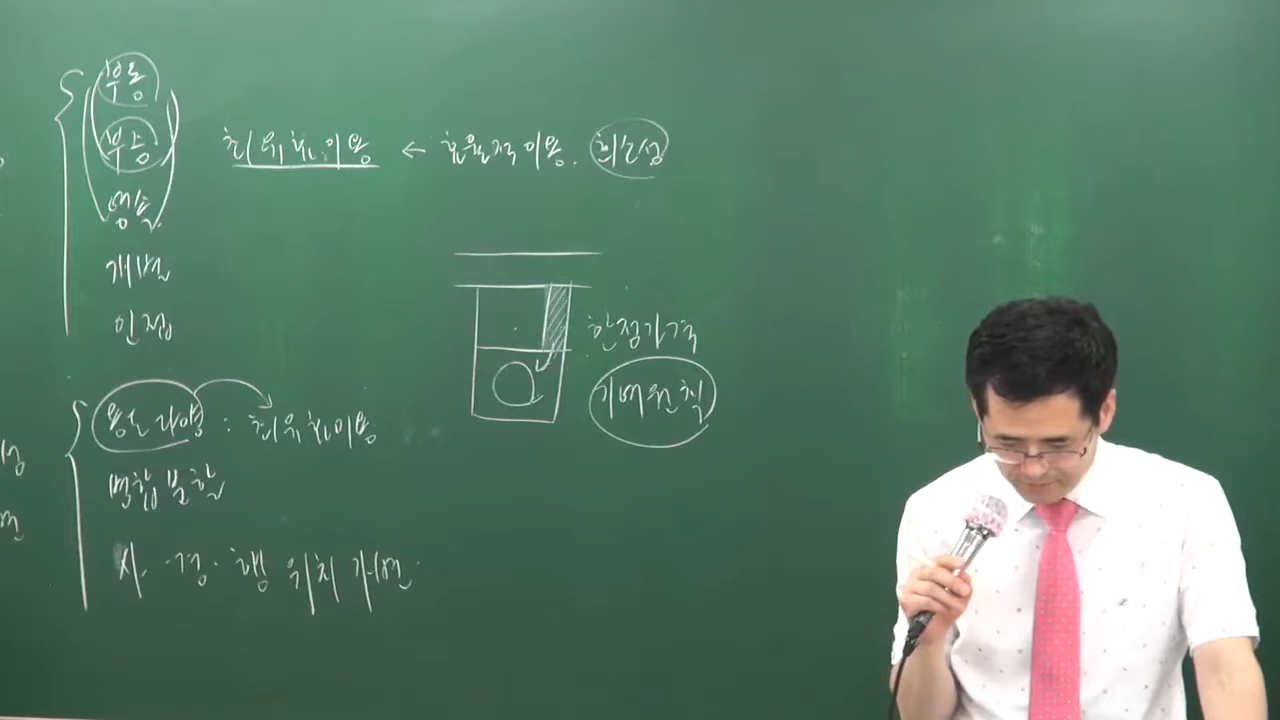 부동
부증
영속
개별
인접
최유효이용 ← 효율적 이용. 희소성
한정가격
기여원칙
용도 다양 : 최유효이용
병합 분할
사. 경. 행 위치 가변
성